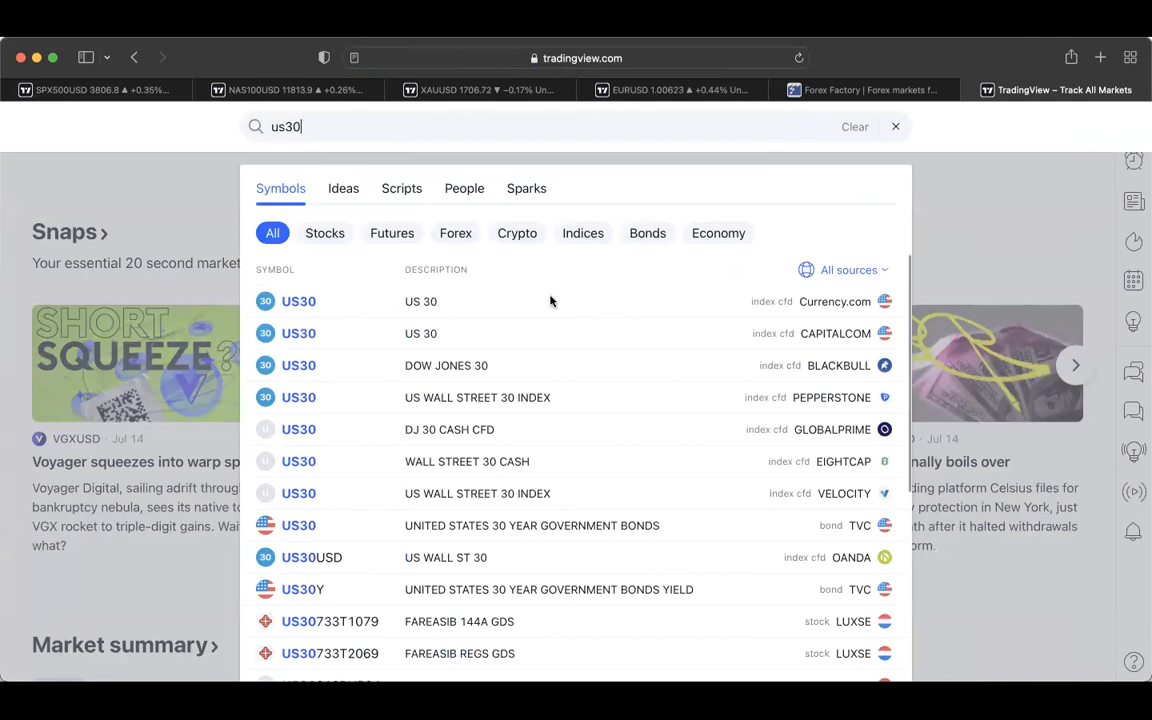 tradingview.com
SPX500USD 3806.8 ▲ +0.35%...
NAS100USD 11813.9 ▲ +0.26%...
XAUUSD 1706.72 ▼ −0.17% Un...
EURUSD 1.00623 ▲ +0.44% Un...
Forex Factory | Forex markets f...
TradingView – Track All Markets
us30
Clear
Symbols Ideas Scripts People Sparks
All Stocks Futures Forex Crypto Indices Bonds Economy
SYMBOL DESCRIPTION All sources
30 US30 US 30 index cfd Currency.com
30 US30 US 30 index cfd CAPITALCOM
30 US30 DOW JONES 30 index cfd BLACKBULL
30 US30 US WALL STREET 30 INDEX index cfd PEPPERSTONE
U US30 DJ 30 CASH CFD index cfd GLOBALPRIME
U US30 WALL STREET 30 CASH index cfd EIGHTCAP
U US30 US WALL STREET 30 INDEX index cfd VELOCITY
US30 UNITED STATES 30 YEAR GOVERNMENT BONDS bond TVC
30 US30USD US WALL ST 30 index cfd OANDA
US30Y UNITED STATES 30 YEAR GOVERNMENT BONDS YIELD bond TVC
US30733T1079 FAREASIB 144A GDS stock LUXSE
US30733T2069 FAREASIB REGS GDS stock LUXSE
Snaps
Your essential 20 second market
SHORT
SQUEEZE?
VGXUSD · Jul 14
Voyager squeezes into warp sp
Voyager Digital, sailing adrift throug
bankruptcy nebula, sees its native to
VGX rocket to triple-digit gains. Wai
what?
· Jul 14
nally boils over
ding platform Celsius files for
protection in New York, just
th after it halted withdrawals
orm.
Market summary